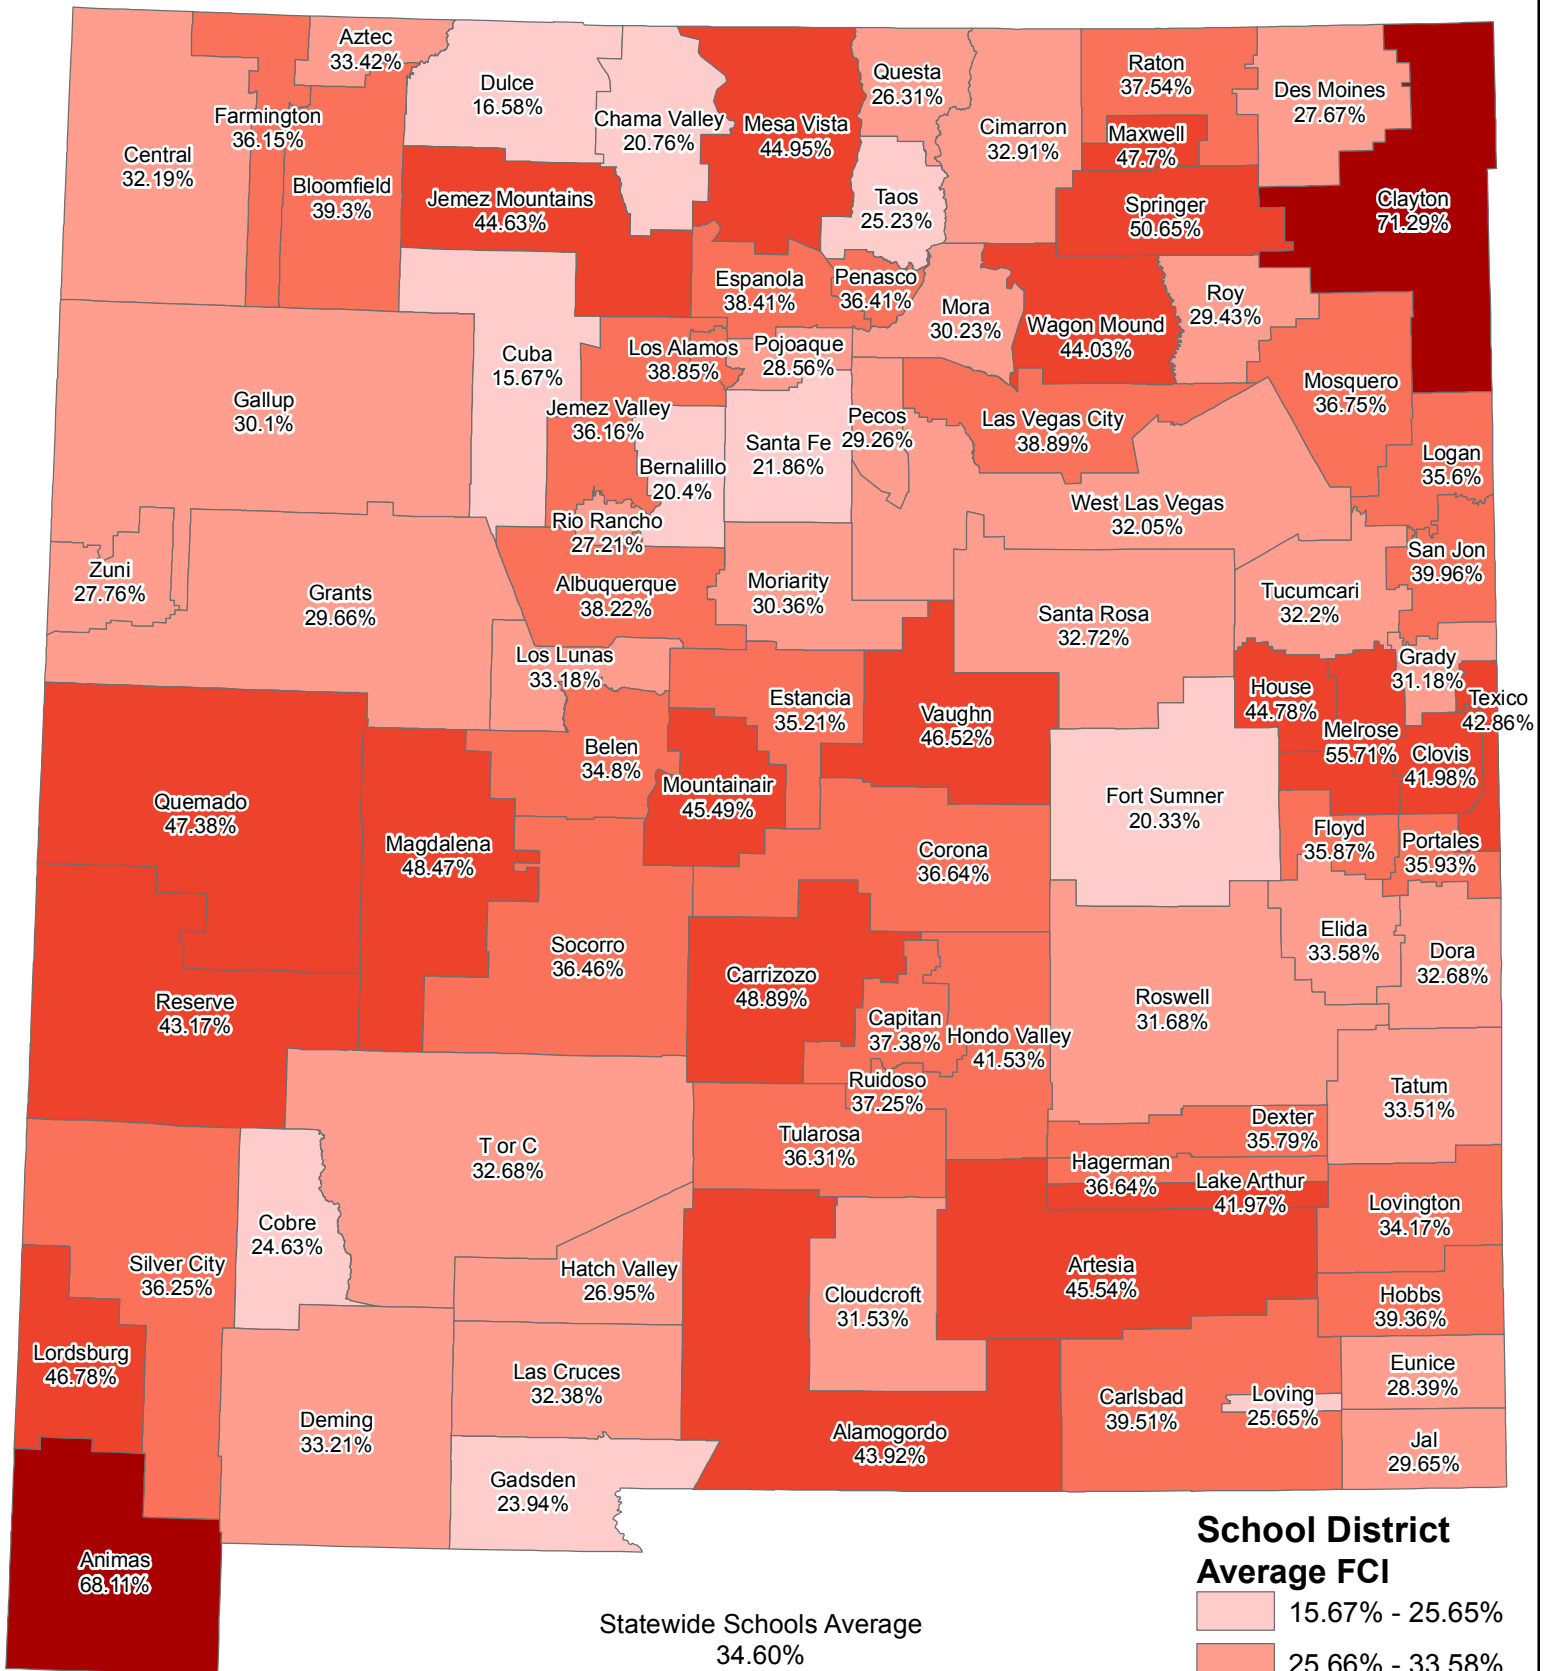 Aztec
33.42%
Dulce
16.58%
Chama Valley
20.76%
Mesa Vista
44.95%
Questa
26.31%
Cimarron
32.91%
Raton
37.54%
Maxwell
47.7%
Des Moines
27.67%
Farmington
36.15%
Central
32.19%
Bloomfield
39.3%
Jemez Mountains
44.63%
Taos
25.23%
Springer
50.65%
Clayton
71.29%
Espanola
38.41%
Penasco
36.41%
Mora
30.23%
Wagon Mound
44.03%
Roy
29.43%
Cuba
15.67%
Los Alamos
38.85%
Pojoaque
28.56%
Mosquero
36.75%
Gallup
30.1%
Jemez Valley
36.16%
Santa Fe
21.86%
Pecos
29.26%
Las Vegas City
38.89%
Logan
35.6%
Bernalillo
20.4%
West Las Vegas
32.05%
Rio Rancho
27.21%
San Jon
39.96%
Zuni
27.76%
Grants
29.66%
Albuquerque
38.22%
Moriarity
30.36%
Santa Rosa
32.72%
Tucumcari
32.2%
Los Lunas
33.18%
Grady
31.18%
Estancia
35.21%
Vaughn
46.52%
House
44.78%
Texico
42.86%
Melrose
55.71%
Clovis
41.98%
Belen
34.8%
Mountainair
45.49%
Quemado
47.38%
Fort Sumner
20.33%
Magdalena
48.47%
Corona
36.64%
Floyd
35.87%
Portales
35.93%
Socorro
36.46%
Carrizozo
48.89%
Elida
33.58%
Dora
32.68%
Reserve
43.17%
Roswell
31.68%
Capitan
37.38%
Hondo Valley
41.53%
Ruidoso
37.25%
Tatum
33.51%
Dexter
35.79%
T or C
32.68%
Tularosa
36.31%
Hagerman
36.64%
Lake Arthur
41.97%
Lovington
34.17%
Cobre
24.63%
Silver City
36.25%
Hatch Valley
26.95%
Cloudcroft
31.53%
Artesia
45.54%
Hobbs
39.36%
Lordsburg
46.78%
Las Cruces
32.38%
Eunice
28.39%
Carlsbad
39.51%
Loving
25.65%
Deming
33.21%
Alamogordo
43.92%
Jal
29.65%
Gadsden
23.94%
Animas
68.11%
School District
Average FCI
15.67% - 25.65%
25.66% - 33.58%
Statewide Schools Average
34.60%